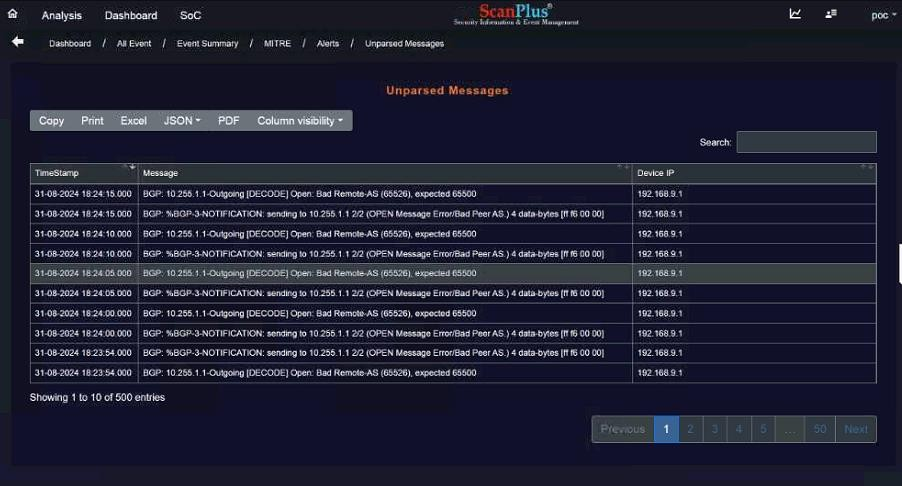 Analysis Dashboard SoC ScanPlus® poc
Security Information & Event Management
Dashboard / All Event / Event Summary / MITRE / Alerts / Unparsed Messages
Unparsed Messages
Copy Print Excel JSON PDF Column visibility
Search:
TimeStamp Message Device IP
31-08-2024 18:24:15.000 BGP: 10.255.1.1-Outgoing [DECODE] Open: Bad Remote-AS (65526), expected 65500 192.168.9.1
31-08-2024 18:24:15.000 BGP: %BGP-3-NOTIFICATION: sending to 10.255.1.1 2/2 (OPEN Message Error/Bad Peer AS.) 4 data-bytes [ff f6 00 00] 192.168.9.1
31-08-2024 18:24:10.000 BGP: 10.255.1.1-Outgoing [DECODE] Open: Bad Remote-AS (65526), expected 65500 192.168.9.1
31-08-2024 18:24:10.000 BGP: %BGP-3-NOTIFICATION: sending to 10.255.1.1 2/2 (OPEN Message Error/Bad Peer AS.) 4 data-bytes [ff f6 00 00] 192.168.9.1
31-08-2024 18:24:05.000 BGP: 10.255.1.1-Outgoing [DECODE] Open: Bad Remote-AS (65526), expected 65500 192.168.9.1
31-08-2024 18:24:05.000 BGP: %BGP-3-NOTIFICATION: sending to 10.255.1.1 2/2 (OPEN Message Error/Bad Peer AS.) 4 data-bytes [ff f6 00 00] 192.168.9.1
31-08-2024 18:24:00.000 BGP: 10.255.1.1-Outgoing [DECODE] Open: Bad Remote-AS (65526), expected 65500 192.168.9.1
31-08-2024 18:24:00.000 BGP: %BGP-3-NOTIFICATION: sending to 10.255.1.1 2/2 (OPEN Message Error/Bad Peer AS.) 4 data-bytes [ff f6 00 00] 192.168.9.1
31-08-2024 18:23:54.000 BGP: %BGP-3-NOTIFICATION: sending to 10.255.1.1 2/2 (OPEN Message Error/Bad Peer AS.) 4 data-bytes [ff f6 00 00] 192.168.9.1
31-08-2024 18:23:54.000 BGP: 10.255.1.1-Outgoing [DECODE] Open: Bad Remote-AS (65526), expected 65500 192.168.9.1
Showing 1 to 10 of 500 entries
Previous 1 2 3 4 5 ... 50 Next